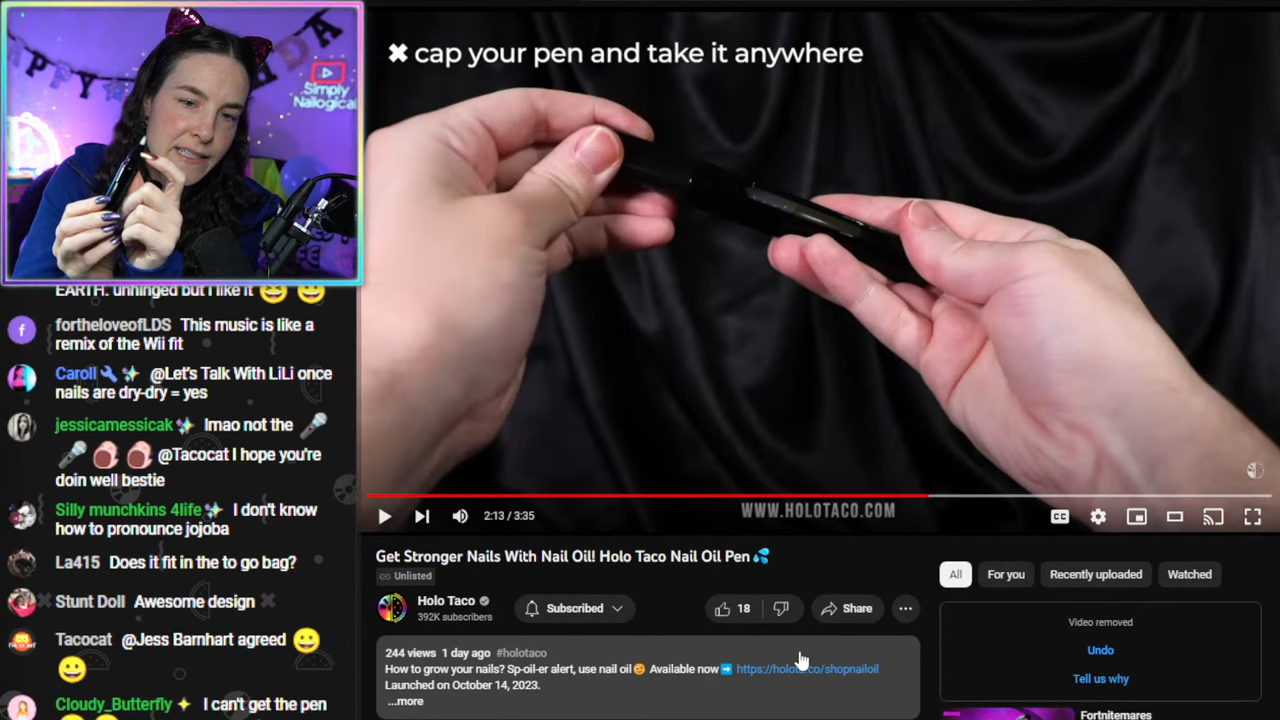 ✖ cap your pen and take it anywhere
Simply
Nailogical
EARTH. unhinged but I like it 😆 😄
fortheloveofLDS This music is like a
remix of the Wii fit
Caroll🔧✨ @Let's Talk With LiLi once
nails are dry-dry = yes
jessicamessicak✨ lmao not the 🎤
🎤 @Tacocat I hope you're
doin well bestie
Silly munchkins 4life✨ I don't know
how to pronounce jojoba
La415 Does it fit in the to go bag?
Stunt Doll Awesome design
Tacocat @Jess Barnhart agreed 😀
😀
Cloudy_Butterfly I can't get the pen
2:13 / 3:35
WWW.HOLOTACO.COM
CC
Get Stronger Nails With Nail Oil! Holo Taco Nail Oil Pen💦
Unlisted
Holo Taco
392K subscribers
Subscribed
18
Share
244 views 1 day ago #holotaco
How to grow your nails? Sp-oil-er alert, use nail oil🫡 Available now➡️ https://holot
co/shopnailoil
Launched on October 14, 2023.
...more
All
For you
Recently uploaded
Watched
Video removed
Undo
Tell us why
Fortnitemares